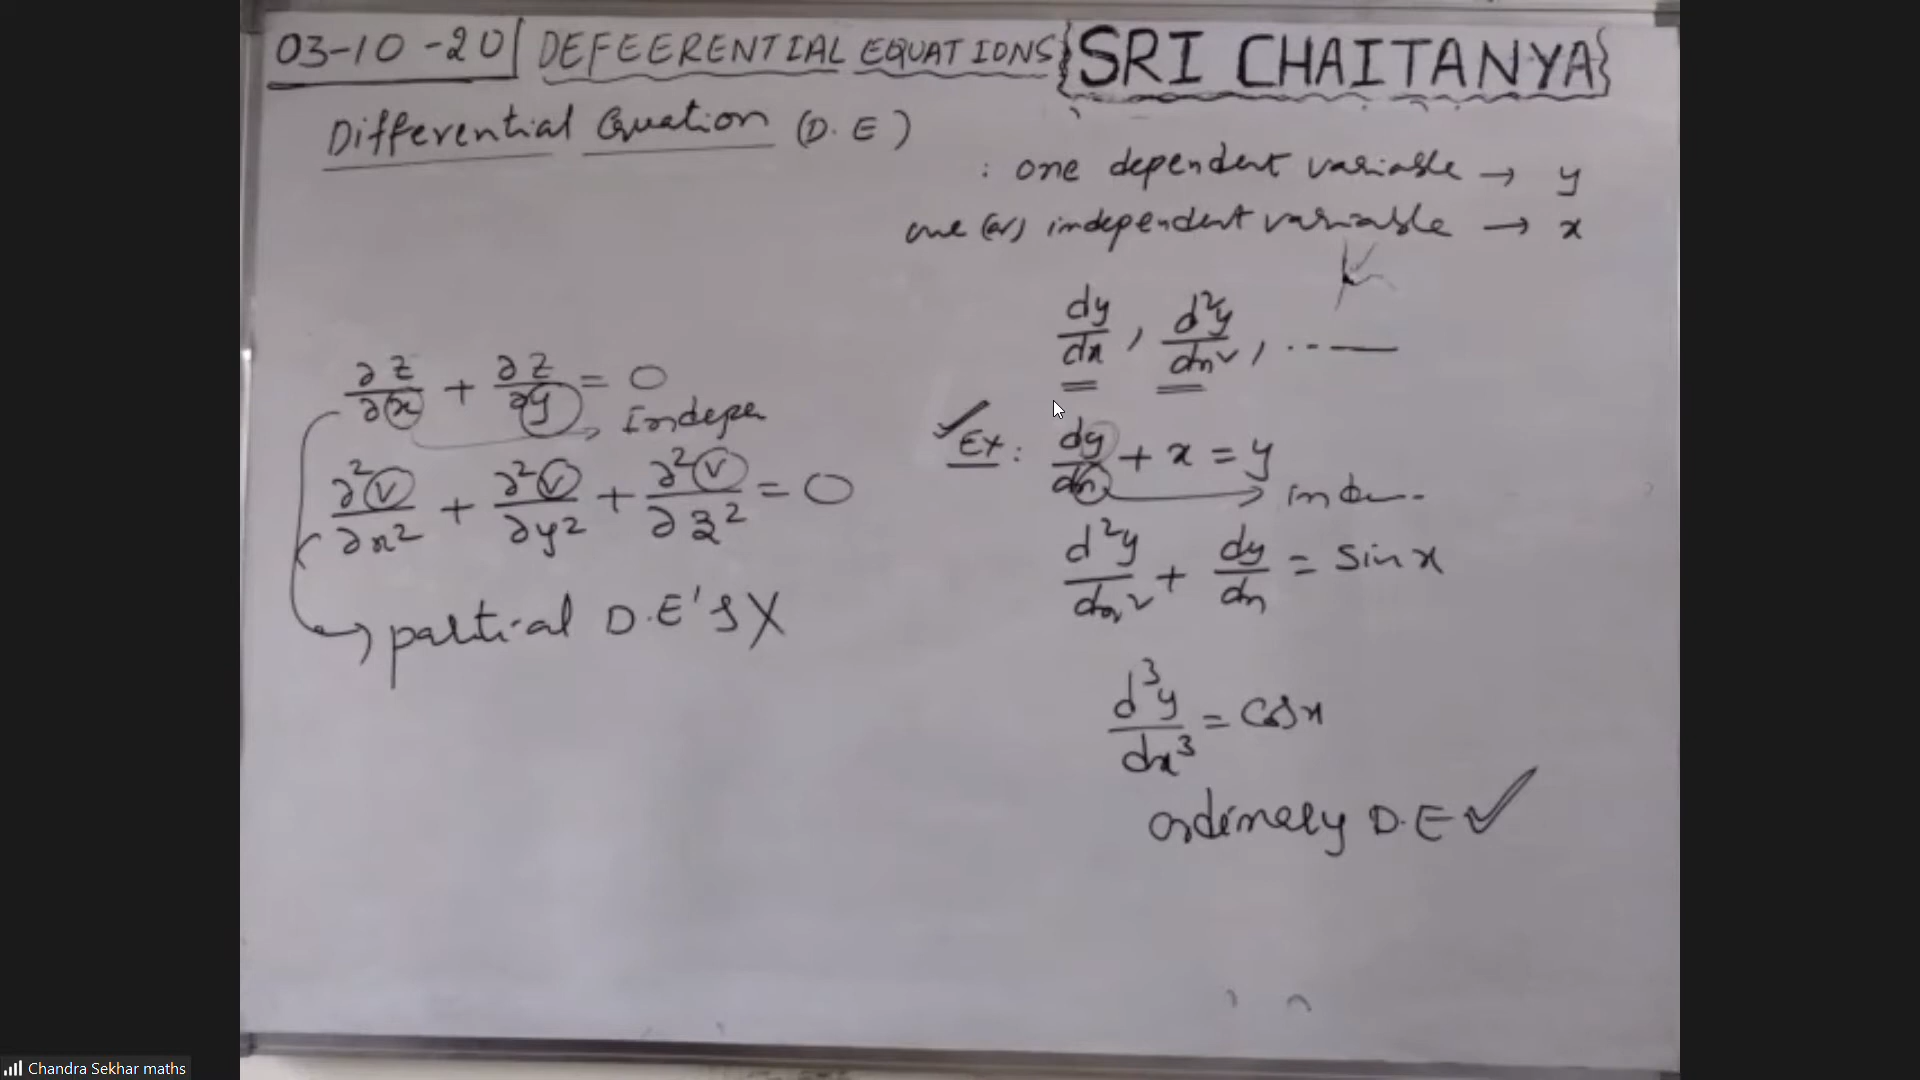 03-10-20 DEFEERENTIAL EQUATIONS SRI CHAITANYA
Differential Equation (D.E)
: one dependent variable → y
one (or) independent variable → x
dy/dx, d²y/dx², ..——
∂z/∂x + ∂z/∂y = 0
Indepe
∂²v/∂x² + ∂²v/∂y² + ∂²v/∂z² = 0
→ partial D.E'S X
✓Ex: dy/dx + x = y
d²y/dx² + dy/dx = sin x
d³y/dx³ = cos x
ordinary D.E ✓
Chandra Sekhar maths